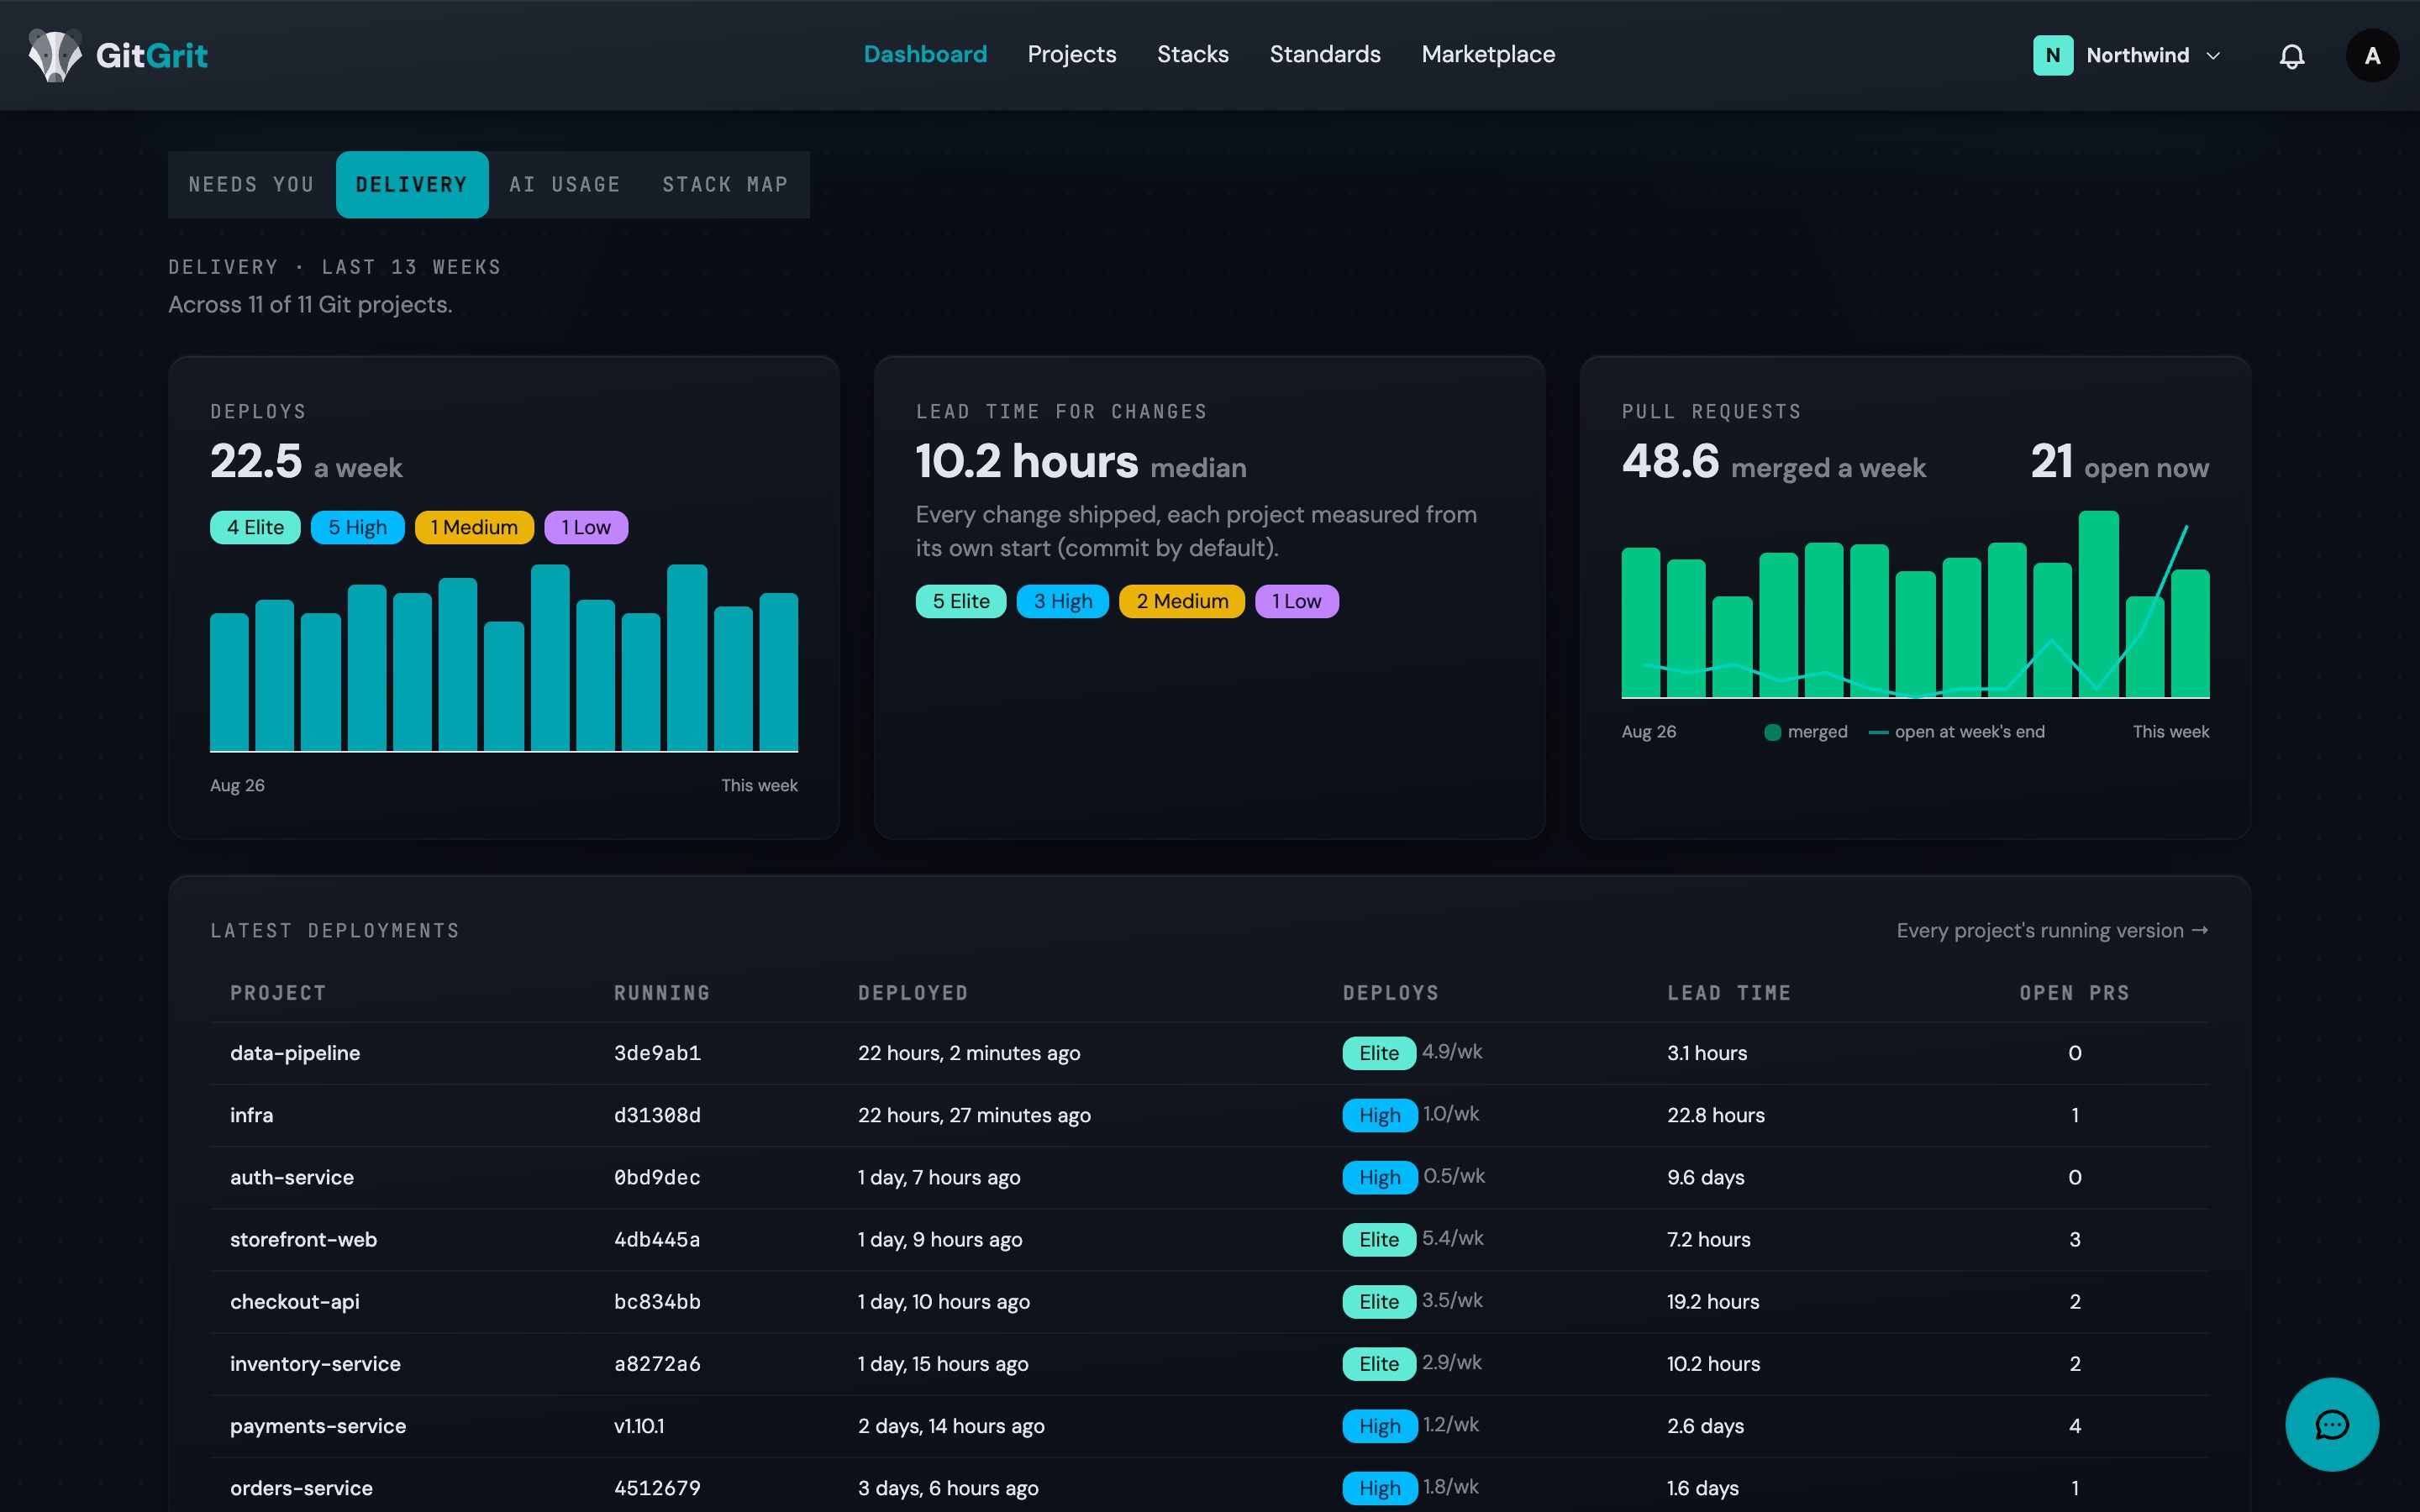 GitGrit
Dashboard Projects Stacks Standards Marketplace
N Northwind
A
NEEDS YOU DELIVERY AI USAGE STACK MAP
DELIVERY · LAST 13 WEEKS
Across 11 of 11 Git projects.
DEPLOYS
22.5 a week
4 Elite 5 High 1 Medium 1 Low
Aug 26 This week
LEAD TIME FOR CHANGES
10.2 hours median
Every change shipped, each project measured from
its own start (commit by default).
5 Elite 3 High 2 Medium 1 Low
PULL REQUESTS
48.6 merged a week 21 open now
Aug 26 merged open at week's end This week
LATEST DEPLOYMENTS Every project's running version →
PROJECT RUNNING DEPLOYED DEPLOYS LEAD TIME OPEN PRS
data-pipeline 3de9ab1 22 hours, 2 minutes ago Elite 4.9/wk 3.1 hours 0
infra d31308d 22 hours, 27 minutes ago High 1.0/wk 22.8 hours 1
auth-service 0bd9dec 1 day, 7 hours ago High 0.5/wk 9.6 days 0
storefront-web 4db445a 1 day, 9 hours ago Elite 5.4/wk 7.2 hours 3
checkout-api bc834bb 1 day, 10 hours ago Elite 3.5/wk 19.2 hours 2
inventory-service a8272a6 1 day, 15 hours ago Elite 2.9/wk 10.2 hours 2
payments-service v1.10.1 2 days, 14 hours ago High 1.2/wk 2.6 days 4
orders-service 4512679 3 days, 6 hours ago High 1.8/wk 1.6 days 1